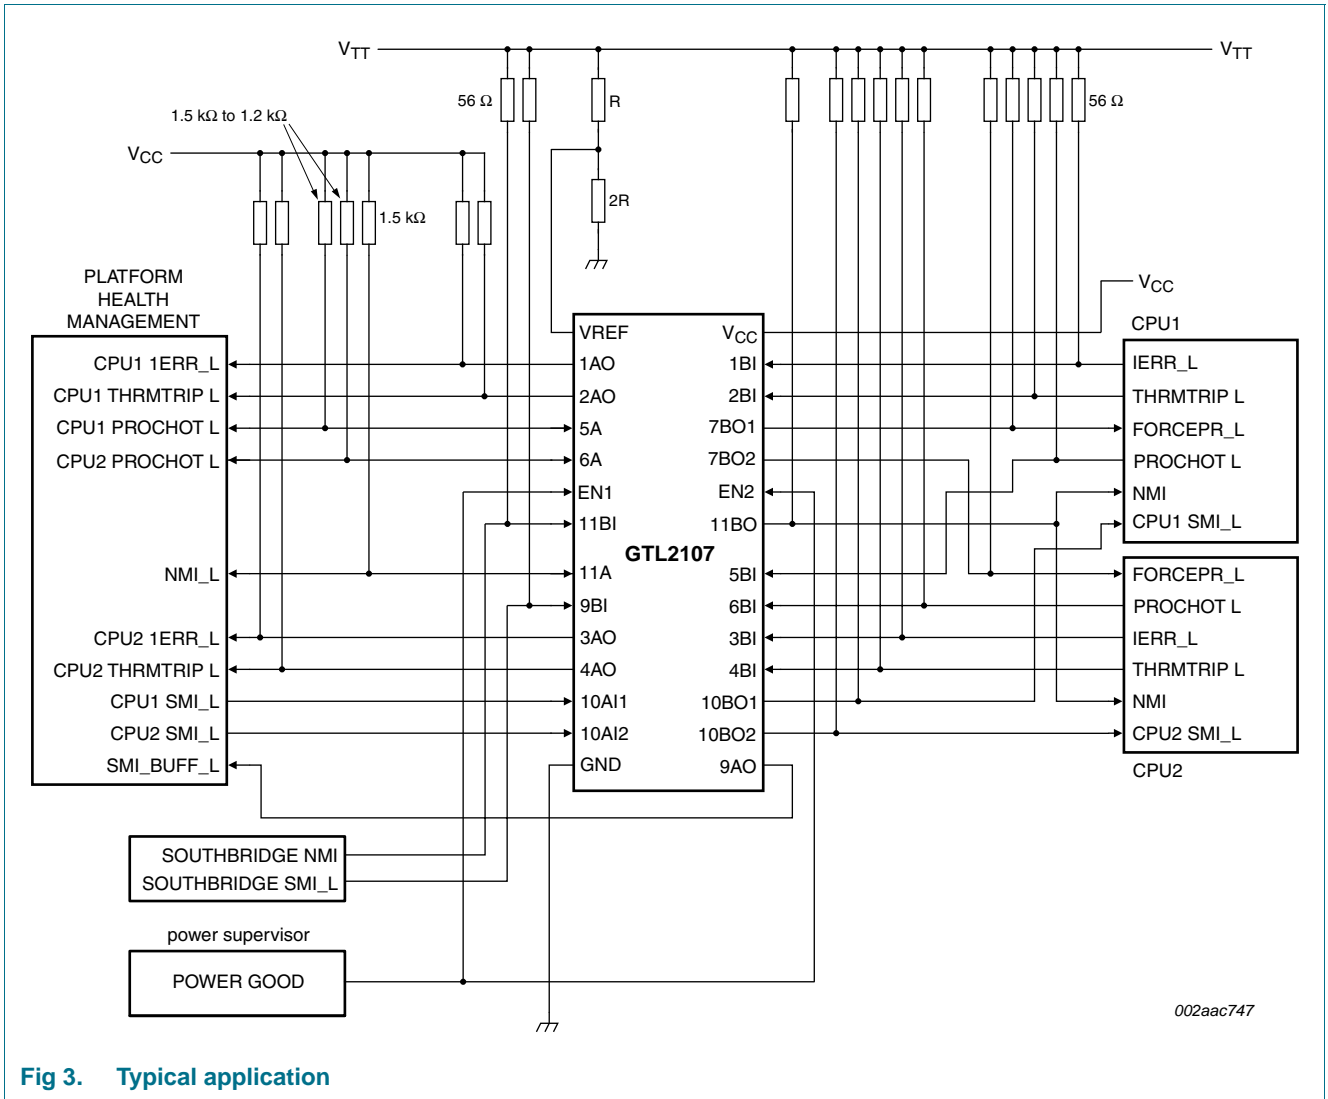 VTT
VTT
56 Ω
R
56 Ω
1.5 kΩ to 1.2 kΩ
VCC
2R
1.5 kΩ
PLATFORM
HEALTH
MANAGEMENT
CPU1 1ERR_L
CPU1 THRMTRIP L
CPU1 PROCHOT L
CPU2 PROCHOT L
NMI_L
CPU2 1ERR_L
CPU2 THRMTRIP L
CPU1 SMI_L
CPU2 SMI_L
SMI_BUFF_L
VREF
1AO
2AO
5A
6A
EN1
11BI
GTL2107
11A
9BI
3AO
4AO
10AI1
10AI2
GND
VCC
1BI
2BI
7BO1
7BO2
EN2
11BO
5BI
6BI
3BI
4BI
10BO1
10BO2
9AO
VCC
CPU1
IERR_L
THRMTRIP L
FORCEPR_L
PROCHOT L
NMI
CPU1 SMI_L
FORCEPR_L
PROCHOT L
IERR_L
THRMTRIP L
NMI
CPU2 SMI_L
CPU2
SOUTHBRIDGE NMI
SOUTHBRIDGE SMI_L
power supervisor
POWER GOOD
002aac747
Fig 3. Typical application